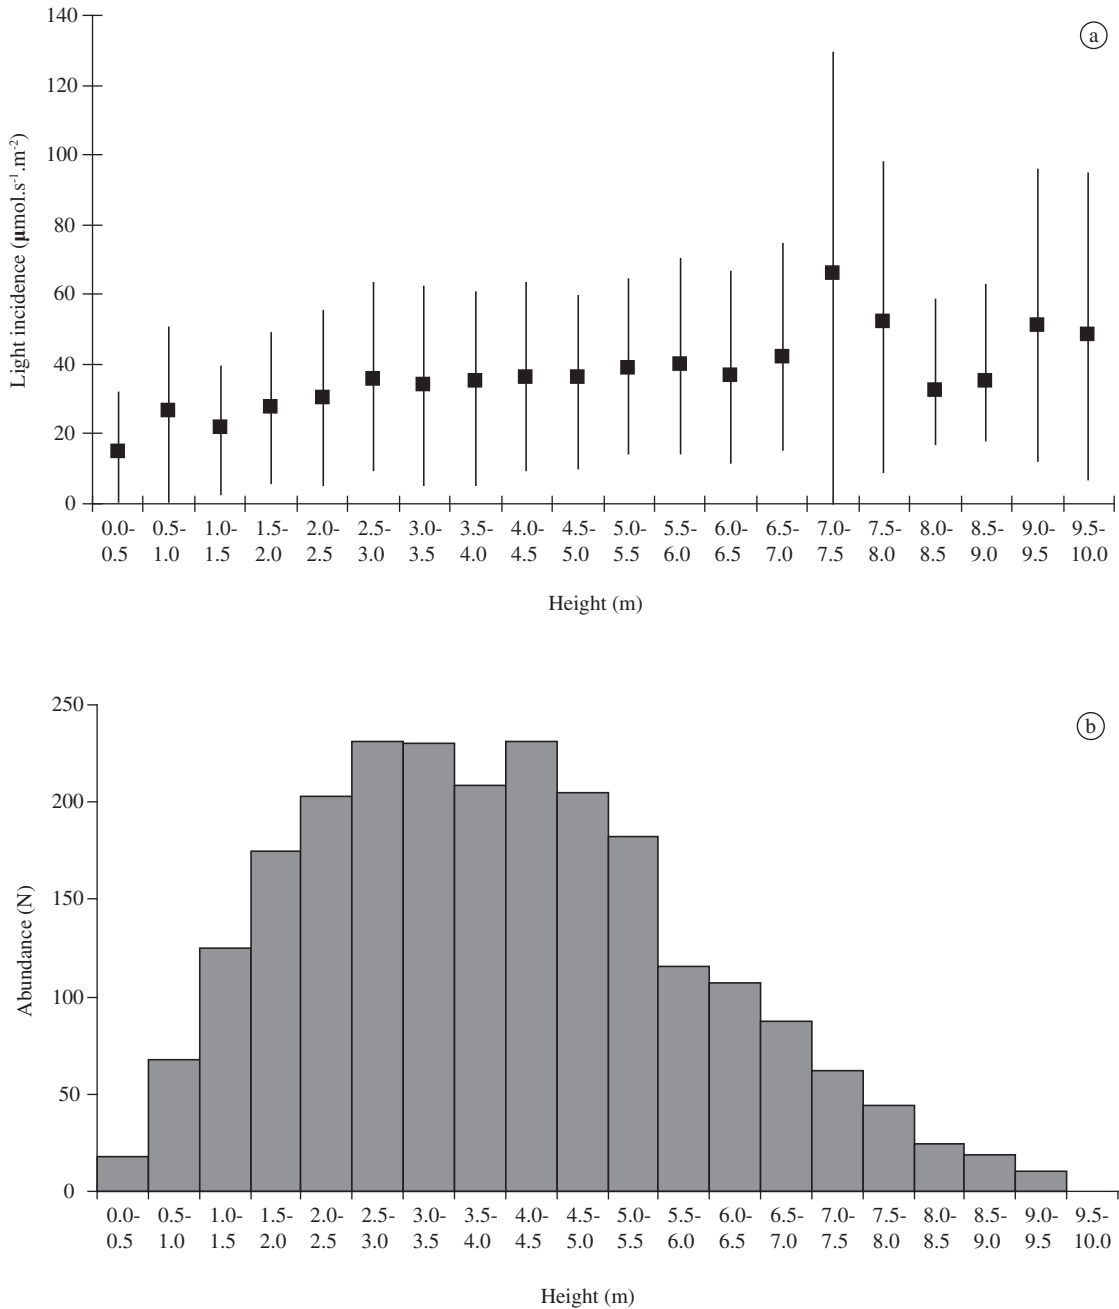 a
Light incidence (μmol.s-1.m-2)
140
120
100
80
60
40
20
0
0.0- 0.5- 1.0- 1.5- 2.0- 2.5- 3.0- 3.5- 4.0- 4.5- 5.0- 5.5- 6.0- 6.5- 7.0- 7.5- 8.0- 8.5- 9.0- 9.5-
0.5 1.0 1.5 2.0 2.5 3.0 3.5 4.0 4.5 5.0 5.5 6.0 6.5 7.0 7.5 8.0 8.5 9.0 9.5 10.0
Height (m)
b
Abundance (N)
250
200
150
100
50
0
0.0- 0.5- 1.0- 1.5- 2.0- 2.5- 3.0- 3.5- 4.0- 4.5- 5.0- 5.5- 6.0- 6.5- 7.0- 7.5- 8.0- 8.5- 9.0- 9.5-
0.5 1.0 1.5 2.0 2.5 3.0 3.5 4.0 4.5 5.0 5.5 6.0 6.5 7.0 7.5 8.0 8.5 9.0 9.5 10.0
Height (m)